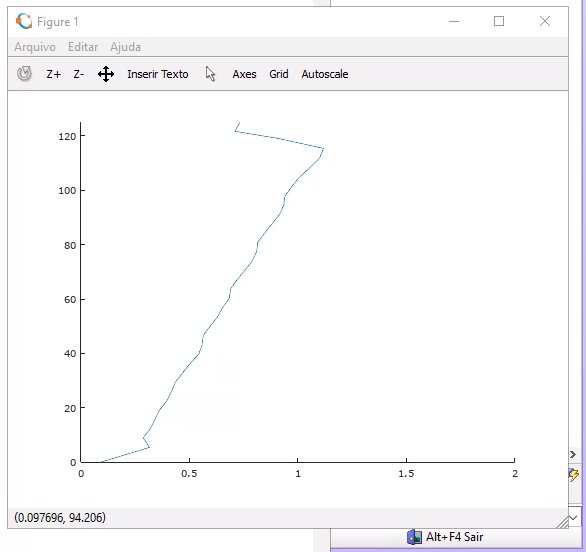 Figure 1
Arquivo Editar Ajuda
Z+ Z- Inserir Texto Axes Grid Autoscale
120
100
80
60
40
20
0
0 0.5 1 1.5 2
(0.097696, 94.206)
Alt+F4 Sair